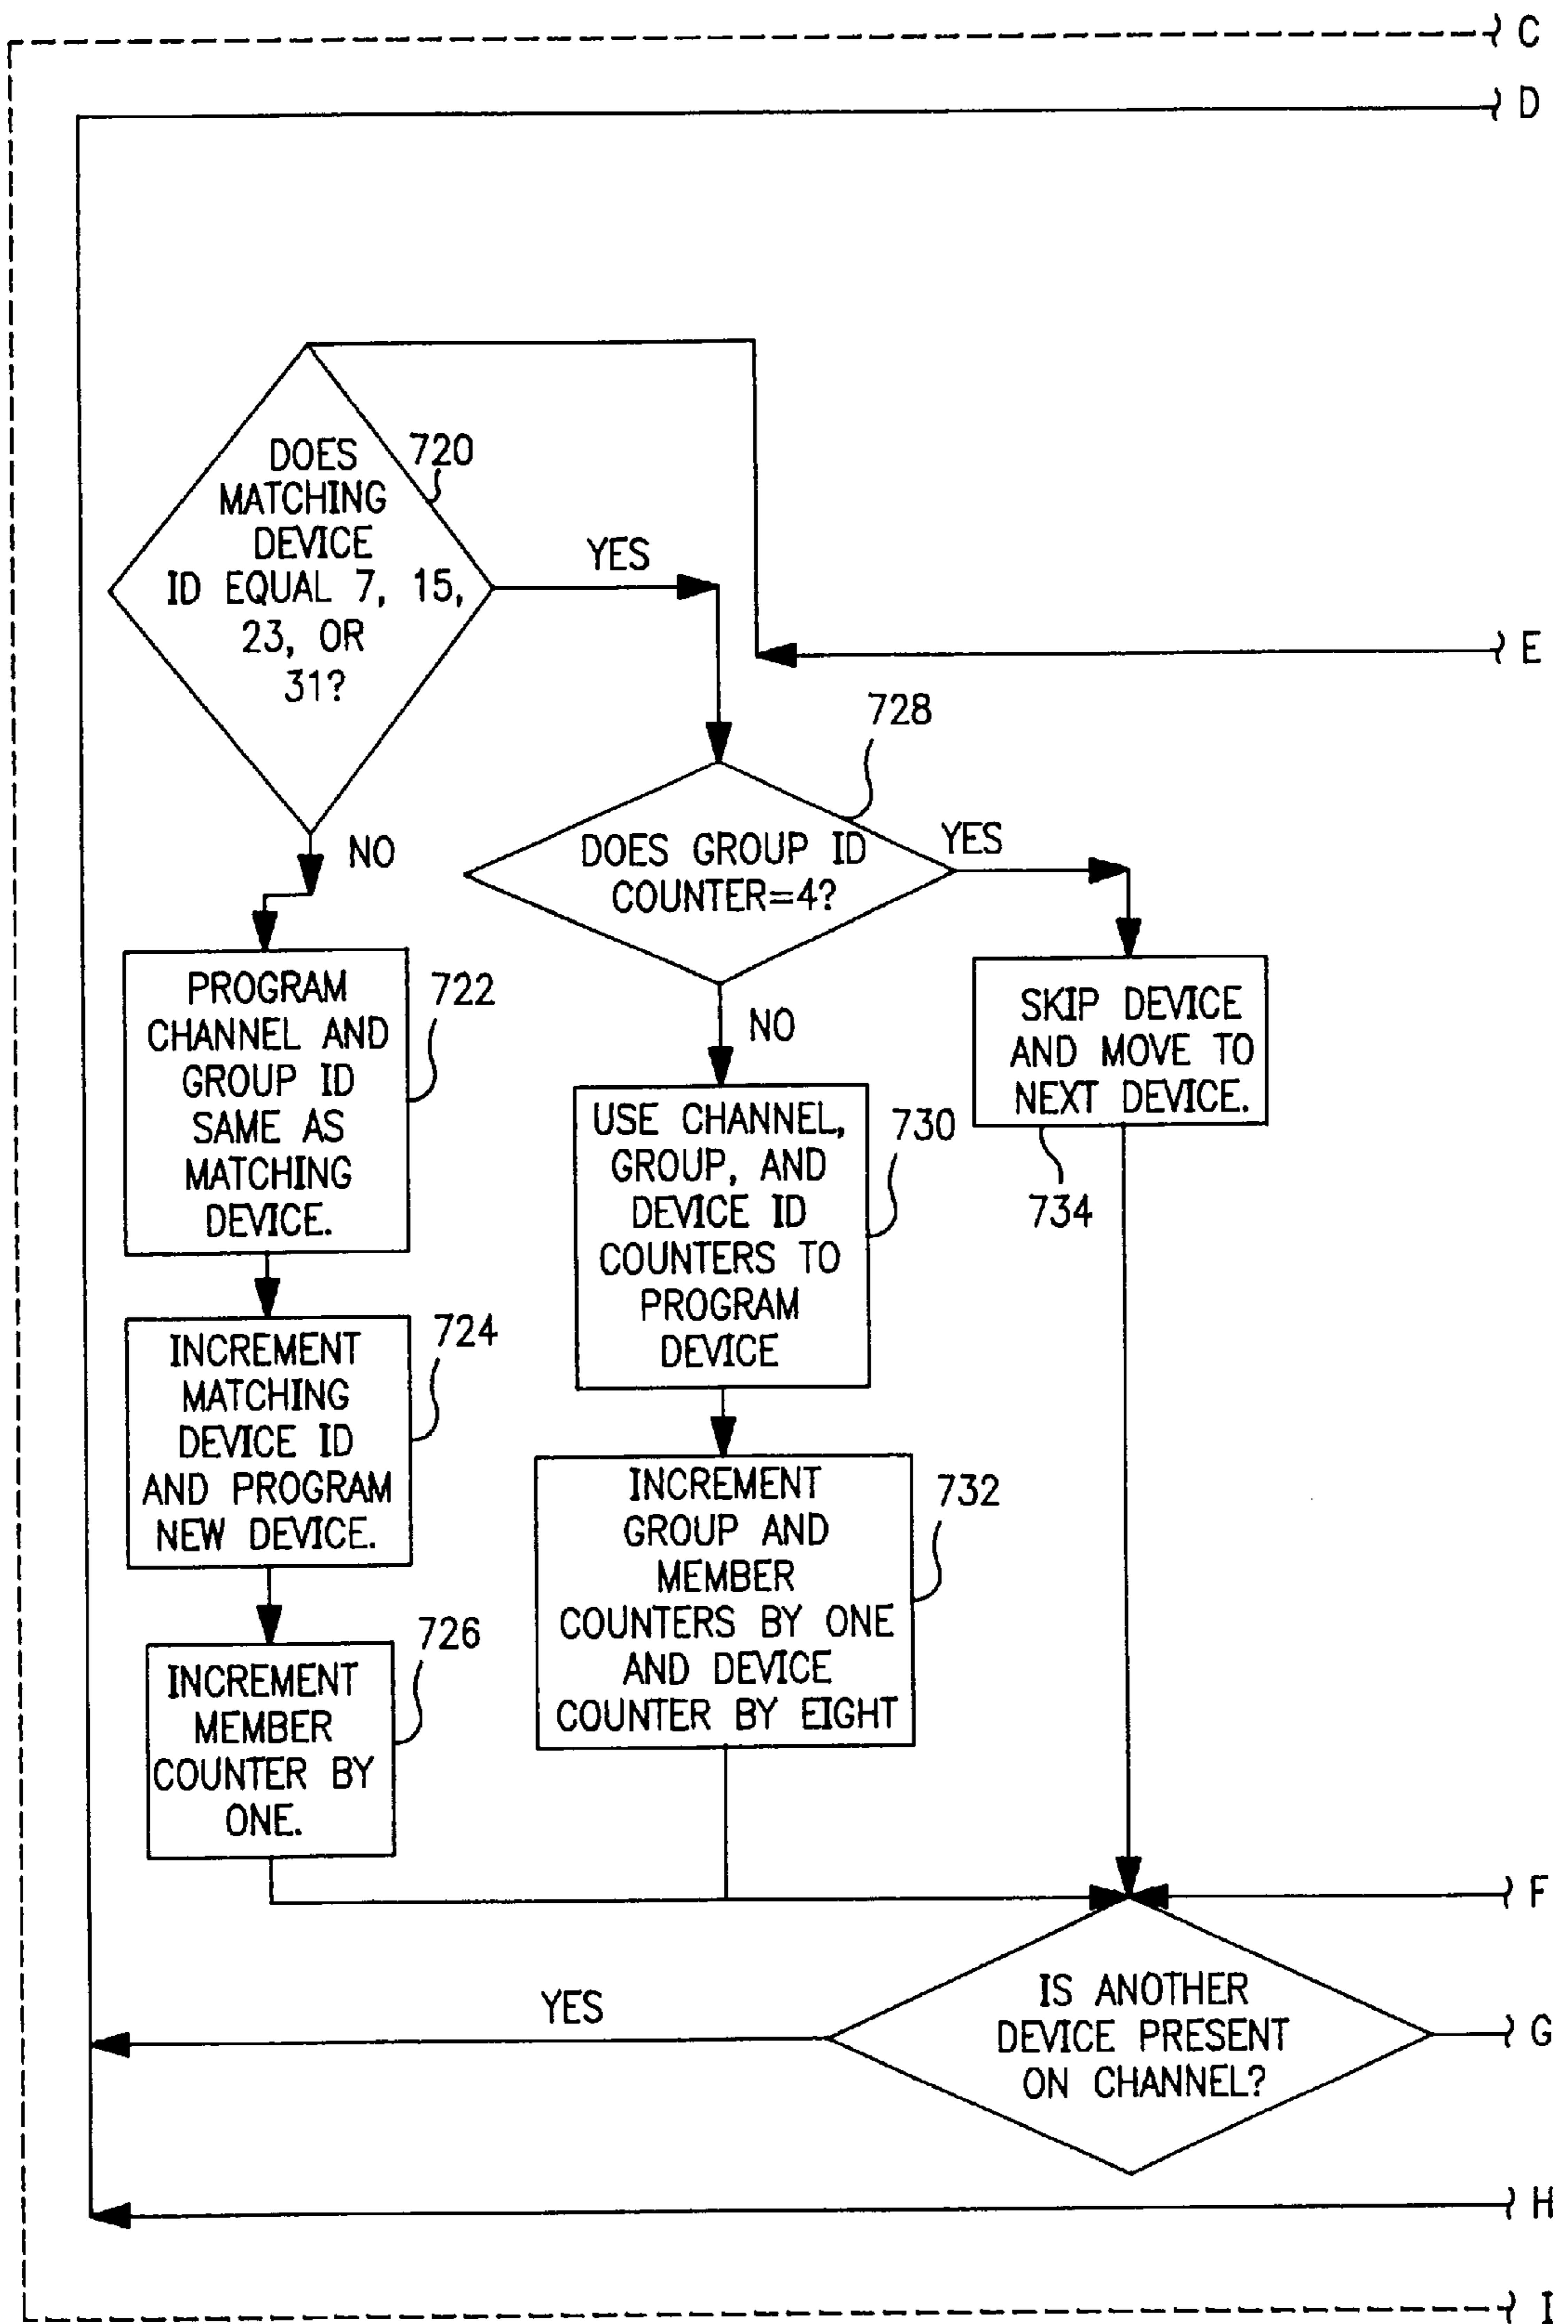 C
D
DOES
MATCHING
DEVICE
ID EQUAL 7, 15,
23, OR
31?
720
YES
E
NO
728
DOES GROUP ID
COUNTER=4?
YES
NO
PROGRAM
CHANNEL AND
GROUP ID
SAME AS
MATCHING
DEVICE.
722
SKIP DEVICE
AND MOVE TO
NEXT DEVICE.
734
USE CHANNEL,
GROUP, AND
DEVICE ID
COUNTERS TO
PROGRAM
DEVICE
730
INCREMENT
MATCHING
DEVICE ID
AND PROGRAM
NEW DEVICE.
724
INCREMENT
GROUP AND
MEMBER
COUNTERS BY ONE
AND DEVICE
COUNTER BY EIGHT
732
INCREMENT
MEMBER
COUNTER BY
ONE.
726
F
IS ANOTHER
DEVICE PRESENT
ON CHANNEL?
YES
G
H
I